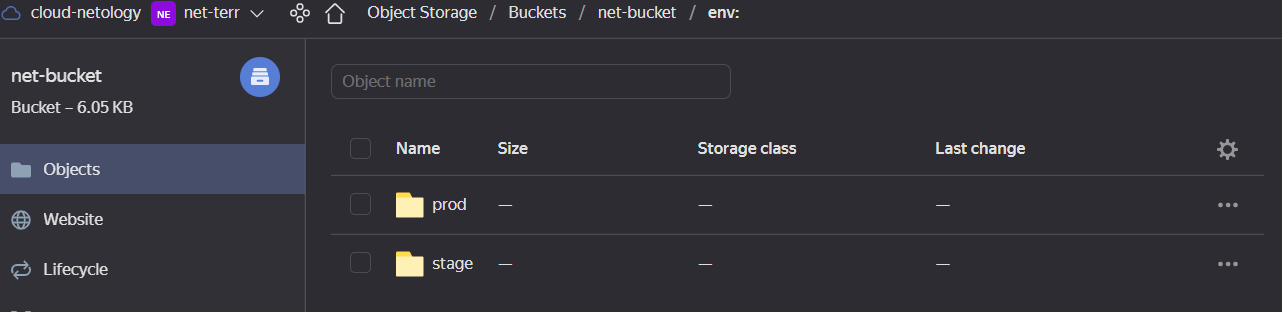 cloud-netology NE net-terr Object Storage / Buckets / net-bucket / env:
net-bucket
Bucket – 6.05 KB
Objects
Website
Lifecycle
Object name
Name Size Storage class Last change
prod — — —
stage — — —